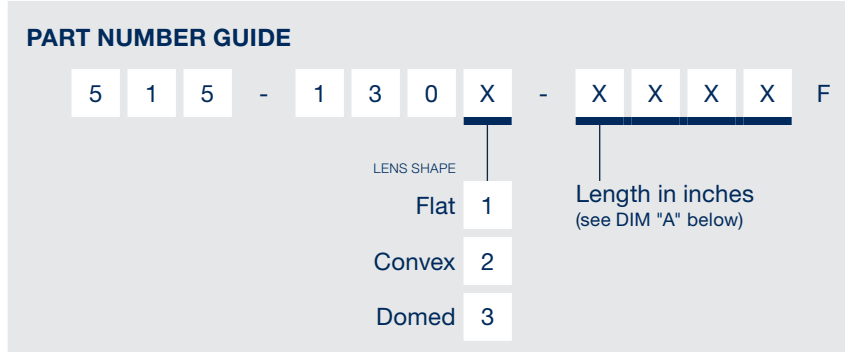 PART NUMBER GUIDE
5 1 5 - 1 3 0 X - X X X X F
LENS SHAPE
Flat 1
Length in inches
(see DIM "A" below)
Convex 2
Domed 3